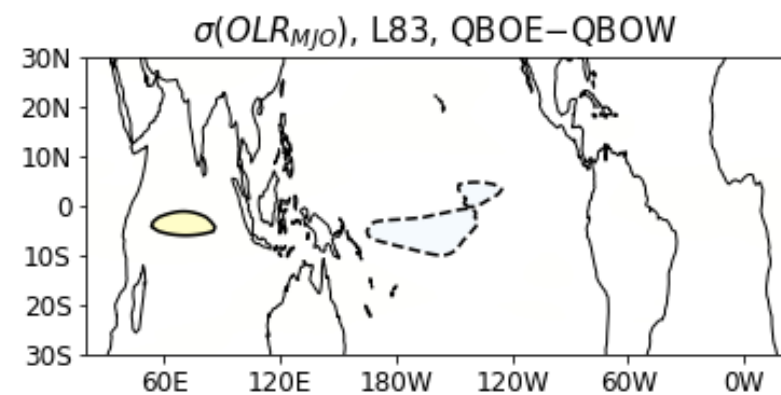 σ(OLR_MJO), L83, QBOE−QBOW
30N
20N
10N
0
10S
20S
30S
60E 120E 180W 120W 60W 0W